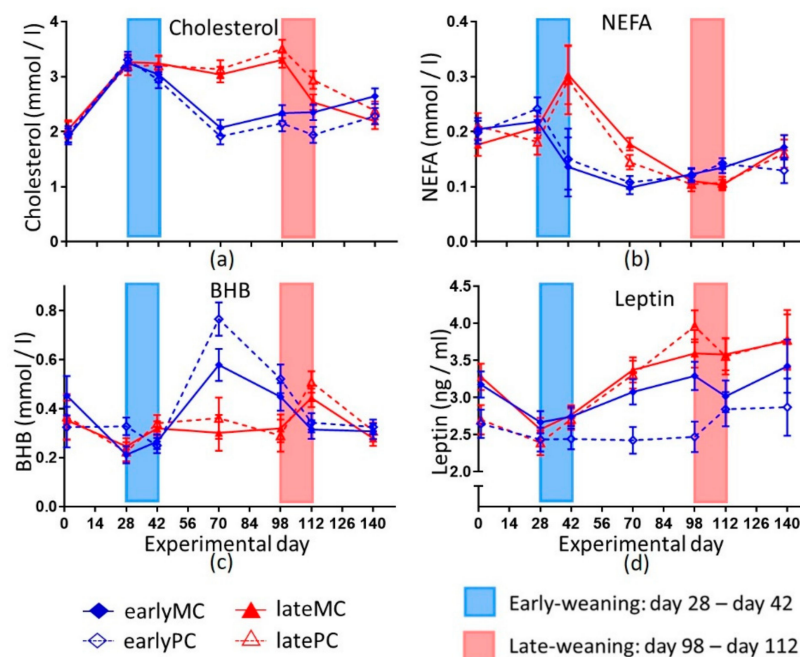 Cholesterol
Cholesterol (mmol / l)
4
3
2
1
0
(a)
NEFA
NEFA (mmol / l)
0.4
0.3
0.2
0.1
0.0
(b)
BHB
BHB (mmol / l)
0.8
0.6
0.4
0.2
0.0
0 14 28 42 56 70 84 98 112 126 140
Experimental day
(c)
Leptin
Leptin (ng / ml)
4.5
4.0
3.5
3.0
2.5
2.0
0 14 28 42 56 70 84 98 112 126 140
Experimental day
(d)
earlyMC
lateMC
earlyPC
latePC
Early-weaning: day 28 – day 42
Late-weaning: day 98 – day 112